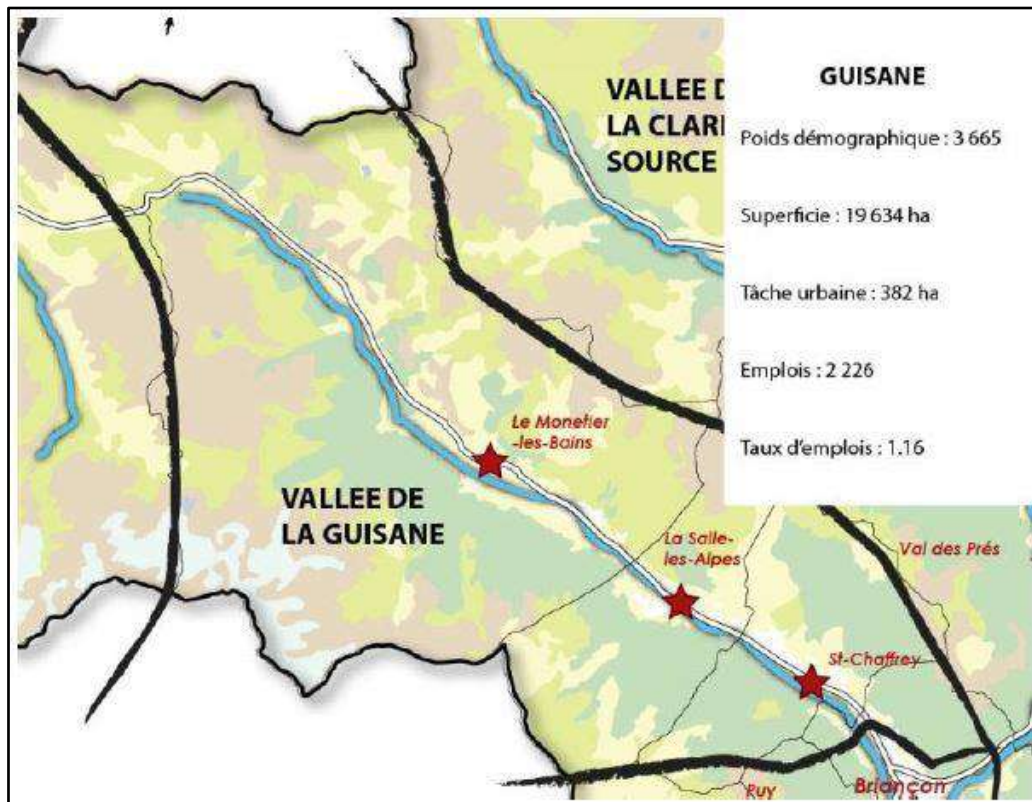 VALLEE D
LA CLARI
SOURCE
GUISANE
Poids démographique : 3 665
Superficie : 19 634 ha
Tâche urbaine : 382 ha
Emplois : 2 226
Taux d'emplois : 1.16
Le Monetier
-les-Bains
VALLEE DE
LA GUISANE
La Salle-
les-Alpes
Val des Prés
St-Chaffrey
Puy
Briançon